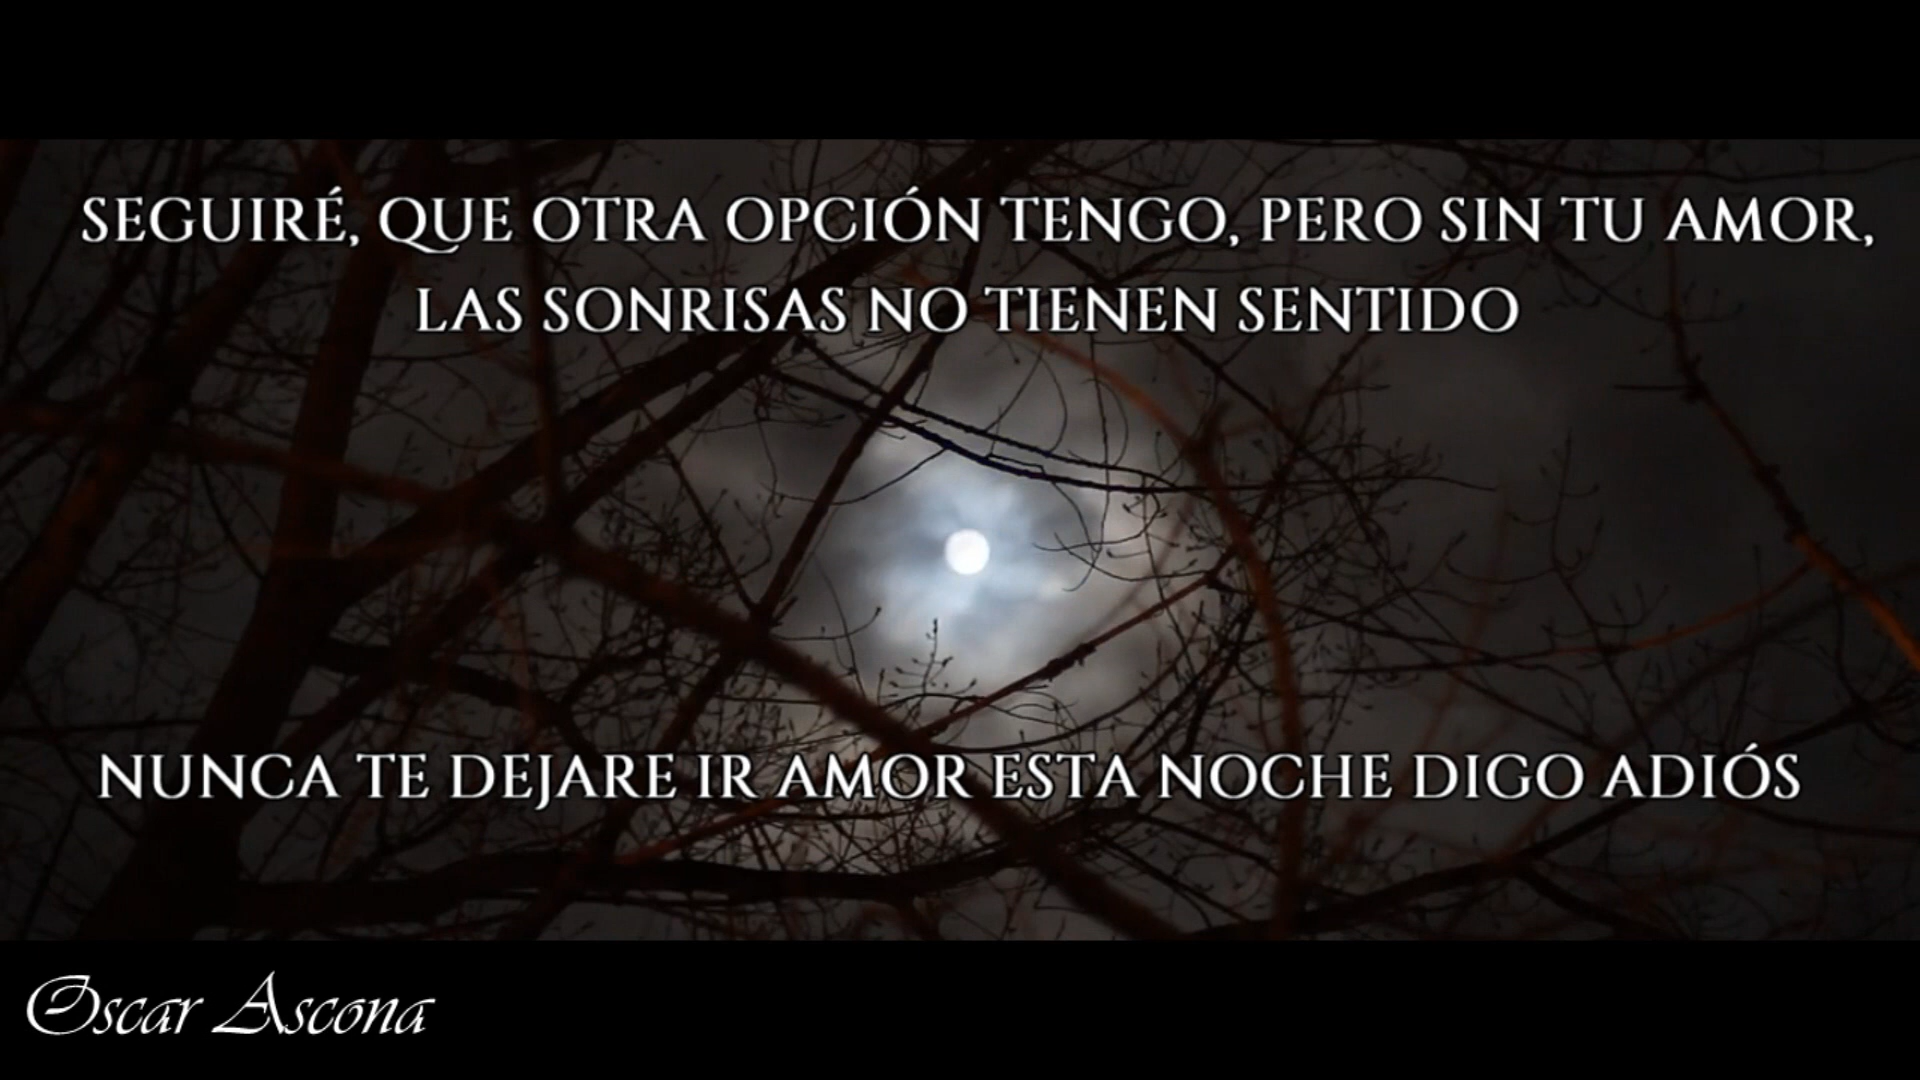 SEGUIRÉ, QUE OTRA OPCIÓN TENGO, PERO SIN TU AMOR,
LAS SONRISAS NO TIENEN SENTIDO
NUNCA TE DEJARE IR AMOR ESTA NOCHE DIGO ADIÓS
Oscar Ascona